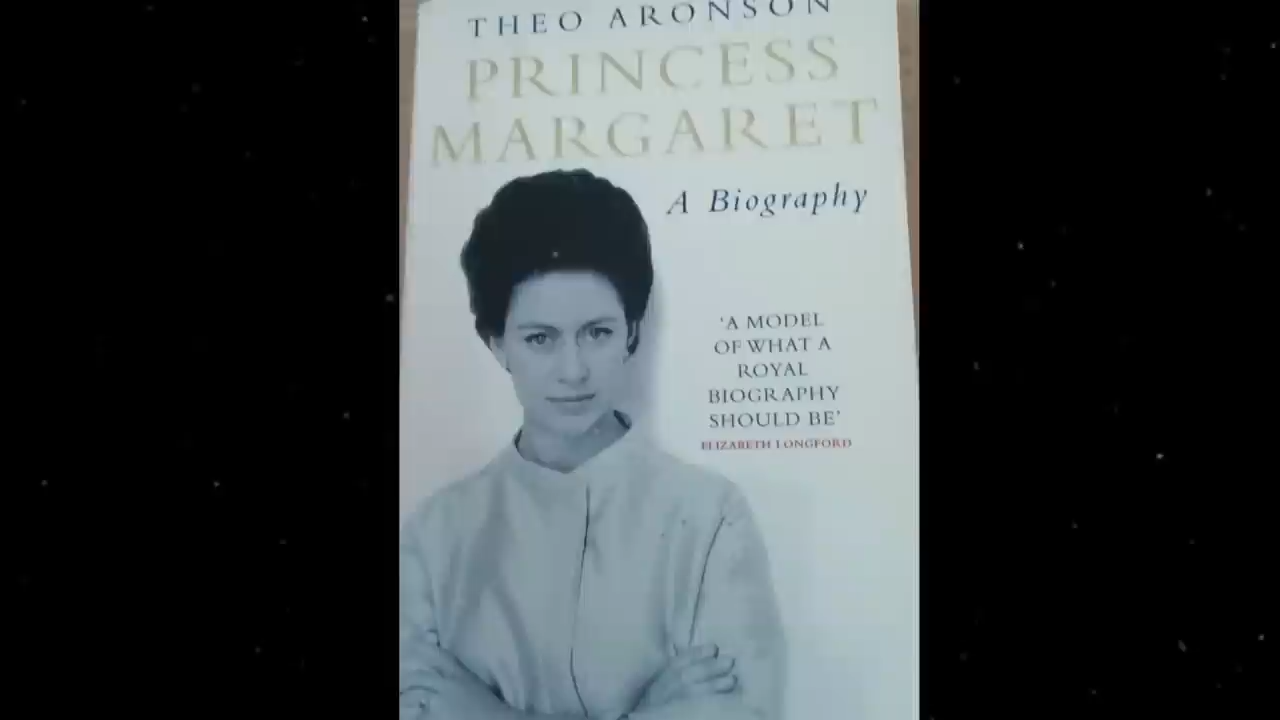 THEO ARONSON
PRINCESS
MARGARET
A Biography
‘A MODEL
OF WHAT A
ROYAL
BIOGRAPHY
SHOULD BE’
ELIZABETH LONGFORD